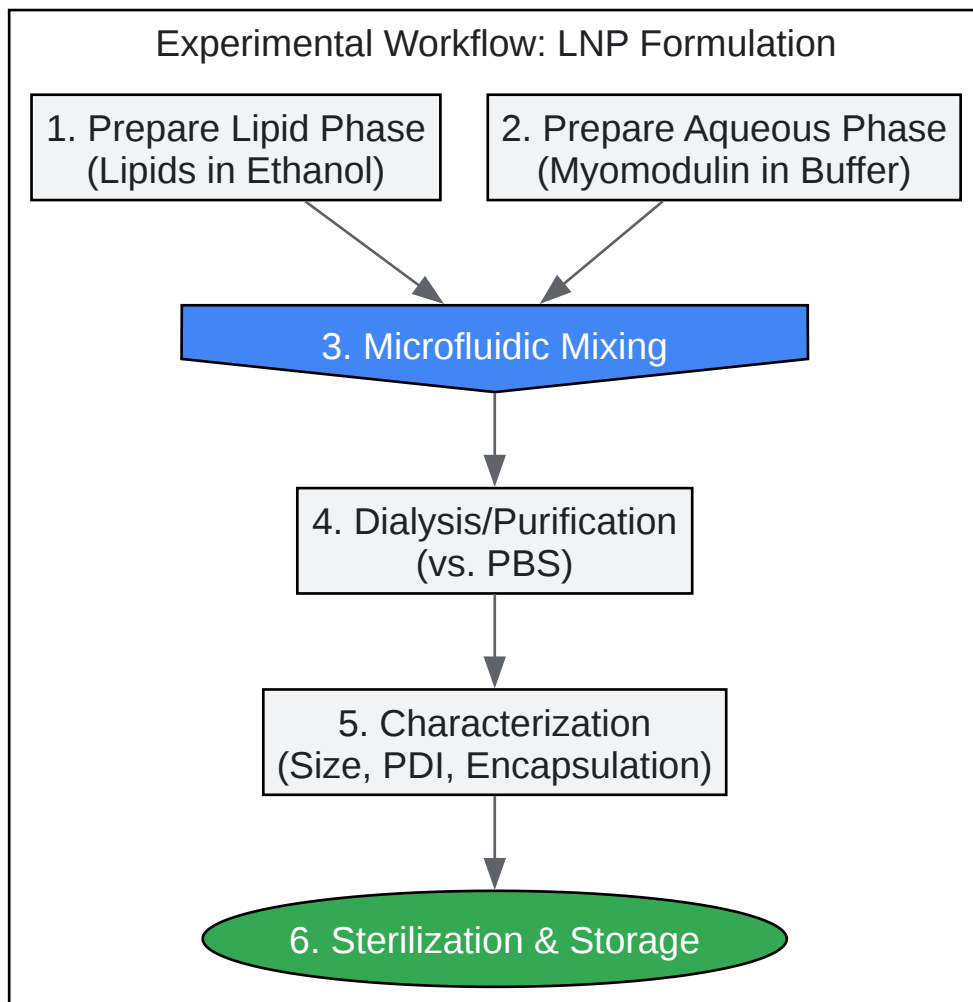 Experimental Workflow: LNP Formulation
1. Prepare Lipid Phase
(Lipids in Ethanol)
2. Prepare Aqueous Phase
(Myomodulin in Buffer)
3. Microfluidic Mixing
4. Dialysis/Purification
(vs. PBS)
5. Characterization
(Size, PDI, Encapsulation)
6. Sterilization & Storage